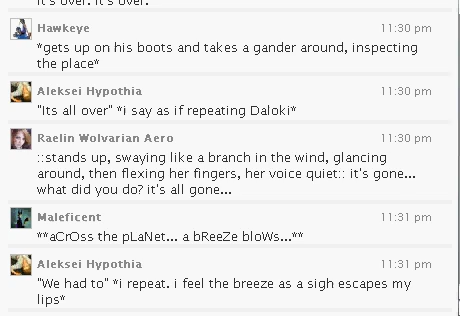 it's over. it's over.
Hawkeye 11:30 pm
*gets up on his boots and takes a gander around, inspecting
the place*
Aleksei Hypothia 11:30 pm
"Its all over" *i say as if repeating Daloki*
Raelin Wolvarian Aero 11:30 pm
::stands up, swaying like a branch in the wind, glancing
around, then flexing her fingers, her voice quiet:: it's gone...
what did you do? it's all gone...
Maleficent 11:31 pm
**aCrOss the pLaNet... a bReeZe bloWs...**
Aleksei Hypothia 11:31 pm
"We had to" *i repeat. i feel the breeze as a sigh escapes my
lips*